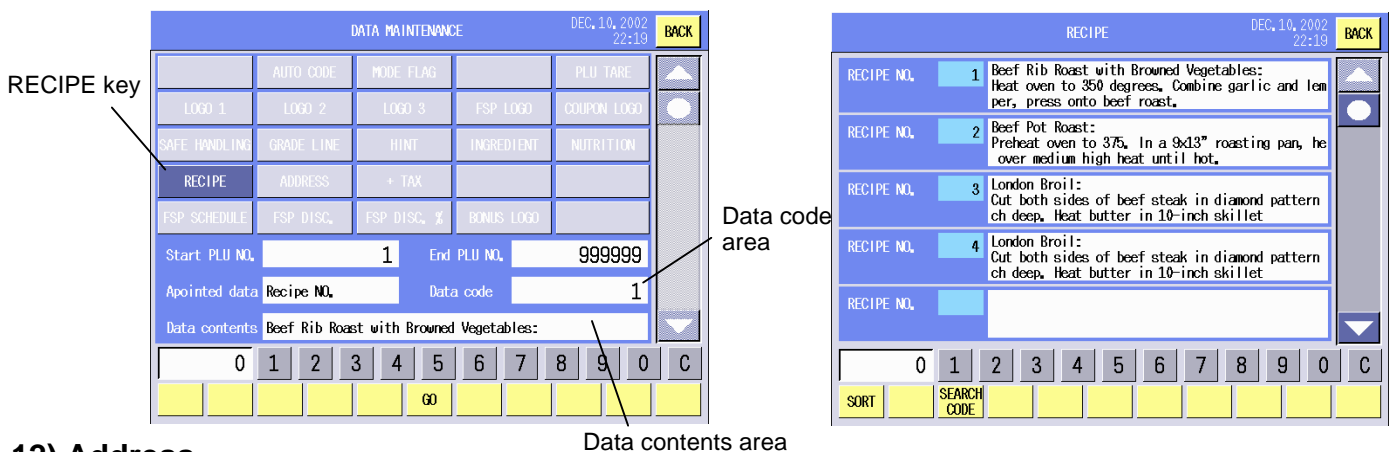 RECIPE key
DATA MAINTENANCE
DEC.10.2002
22:19
BACK
AUTO CODE MODE FLAG PLU TARE
LOGO 1 LOGO 2 LOGO 3 FSP LOGO COUPON LOGO
SAFE HANDLING GRADE LINE HINT INGREDIENT NUTRITION
RECIPE ADDRESS + TAX
FSP SCHEDULE FSP DISC. FSP DISC. % BONUS LOGO
Start PLU NO. 1 End PLU NO. 999999
Apointed data Recipe NO. Data code 1
Data contents Beef Rib Roast with Browned Vegetables:
0 1 2 3 4 5 6 7 8 9 0 C
GO
Data code
area
Data contents area
RECIPE
DEC.10.2002
22:19
BACK
RECIPE NO. 1 Beef Rib Roast with Browned Vegetables:
Heat oven to 350 degrees. Combine garlic and lem
per, press onto beef roast.
RECIPE NO. 2 Beef Pot Roast:
Preheat oven to 375. In a 9x13" roasting pan, he
over medium high heat until hot.
RECIPE NO. 3 London Broil:
Cut both sides of beef steak in diamond pattern
ch deep. Heat butter in 10-inch skillet
RECIPE NO. 4 London Broil:
Cut both sides of beef steak in diamond pattern
ch deep. Heat butter in 10-inch skillet
RECIPE NO.
0 1 2 3 4 5 6 7 8 9 0 C
SORT SEARCH
CODE
12) Address